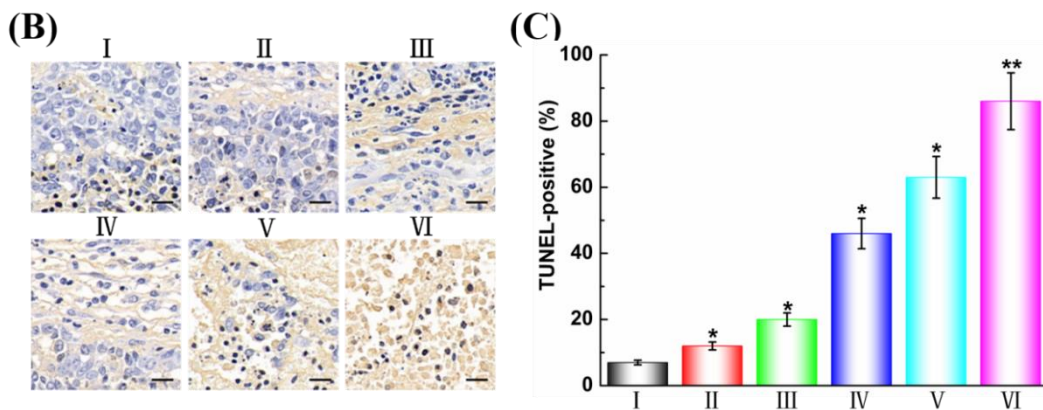 (B)
I II III
IV V VI
(C)
TUNEL-positive (%)
100
80
60
40
20
0
* * * * **
I II III IV V VI